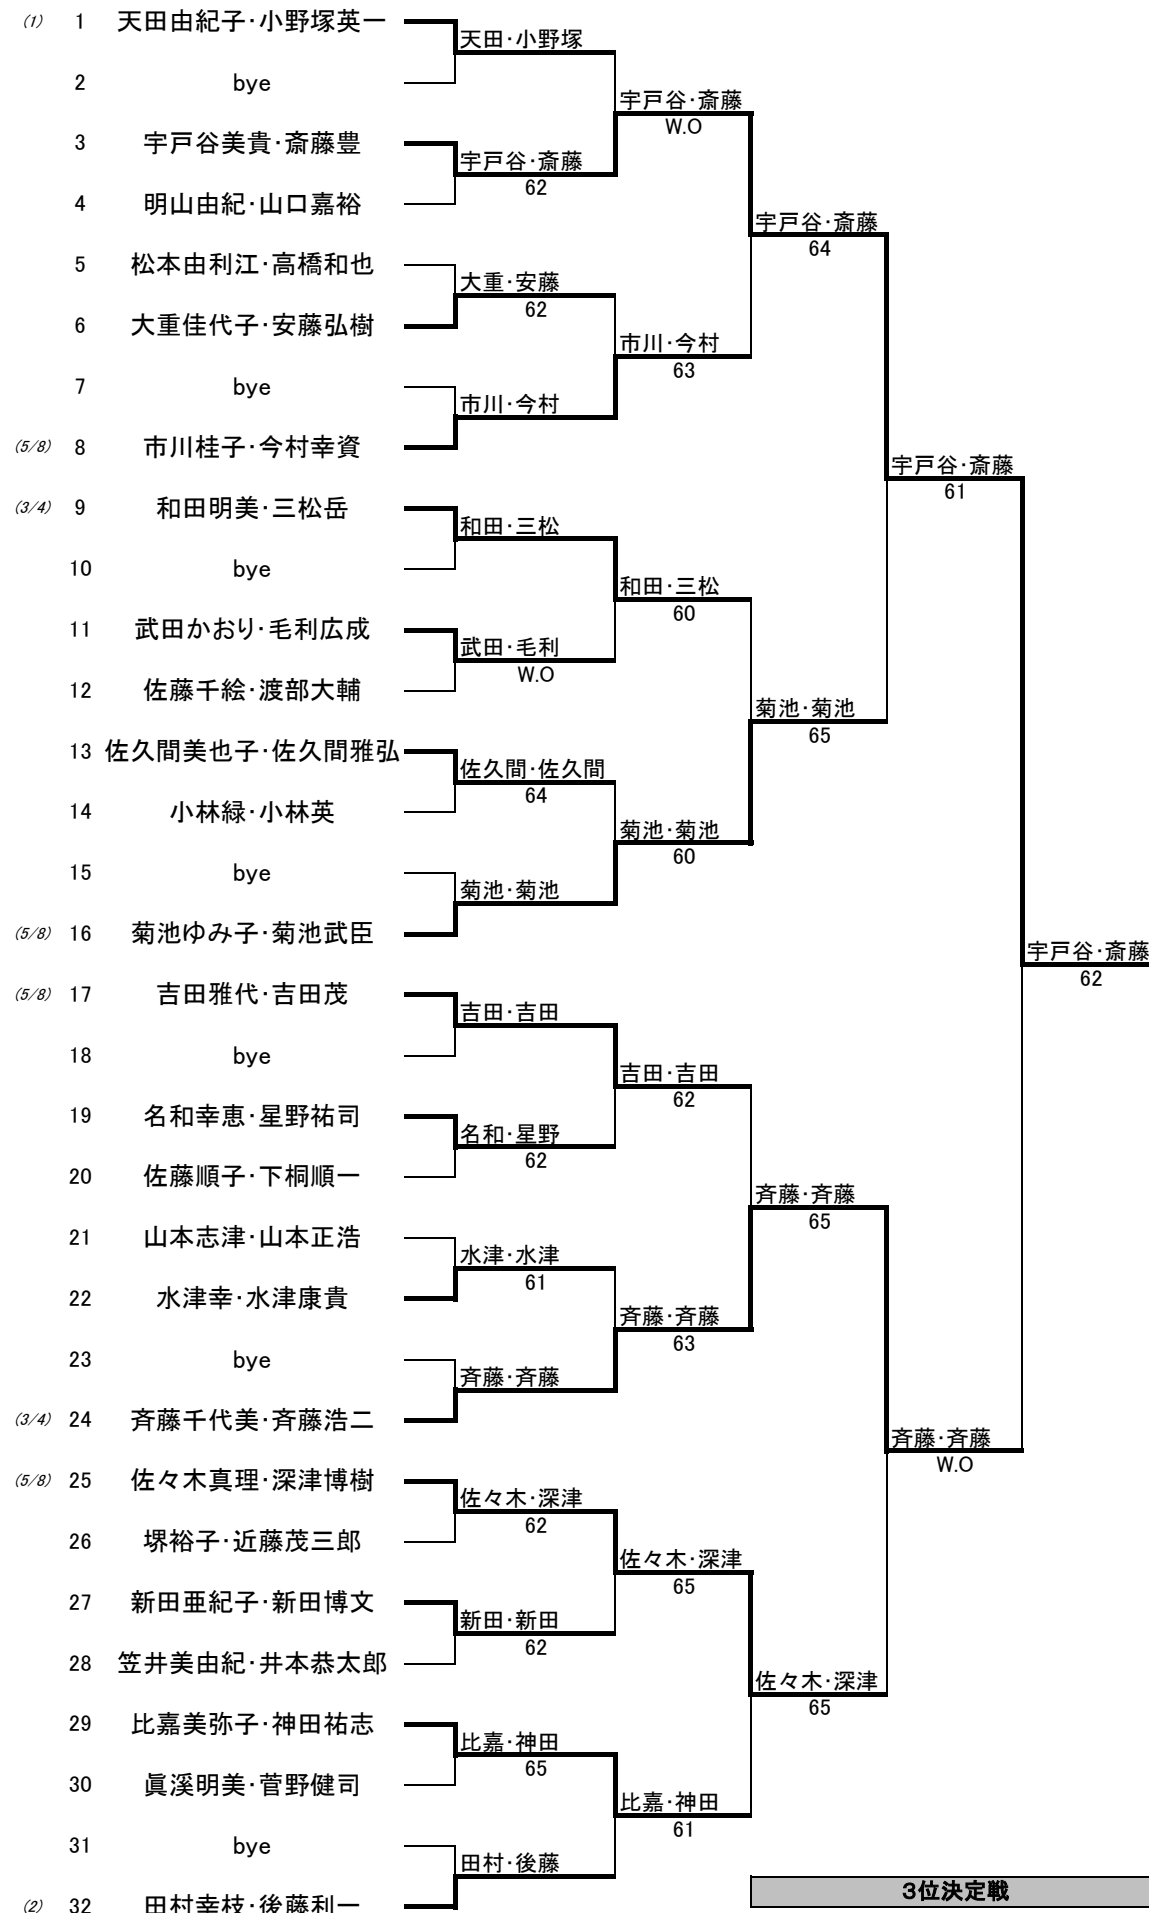 (1) 1 天田由紀子・小野塚英一
天田・小野塚
2 bye
宇戸谷・斎藤
W.O
3 宇戸谷美貴・斎藤豊
宇戸谷・斎藤
62
4 明山由紀・山口嘉裕
宇戸谷・斎藤
64
5 松本由利江・高橋和也
大重・安藤
62
6 大重佳代子・安藤弘樹
市川・今村
63
7 bye
市川・今村
(5/8) 8 市川桂子・今村幸資
宇戸谷・斎藤
61
(3/4) 9 和田明美・三松岳
和田・三松
10 bye
和田・三松
60
11 武田かおり・毛利広成
武田・毛利
W.O
12 佐藤千絵・渡部大輔
菊池・菊池
65
13 佐久間美也子・佐久間雅弘
佐久間・佐久間
64
14 小林緑・小林英
菊池・菊池
60
15 bye
菊池・菊池
(5/8) 16 菊池ゆみ子・菊池武臣
宇戸谷・斎藤
62
(5/8) 17 吉田雅代・吉田茂
吉田・吉田
18 bye
吉田・吉田
62
19 名和幸恵・星野祐司
名和・星野
62
20 佐藤順子・下桐順一
斉藤・斉藤
65
21 山本志津・山本正浩
水津・水津
61
22 水津幸・水津康貴
斉藤・斉藤
63
23 bye
斉藤・斉藤
(3/4) 24 斉藤千代美・斉藤浩二
斉藤・斉藤
W.O
(5/8) 25 佐々木真理・深津博樹
佐々木・深津
62
26 堺裕子・近藤茂三郎
佐々木・深津
65
27 新田亜紀子・新田博文
新田・新田
62
28 笠井美由紀・井本恭太郎
佐々木・深津
65
29 比嘉美弥子・神田祐志
比嘉・神田
65
30 眞溪明美・菅野健司
比嘉・神田
61
31 bye
田村・後藤
3位決定戦
(2) 32 田村幸枝・後藤利一